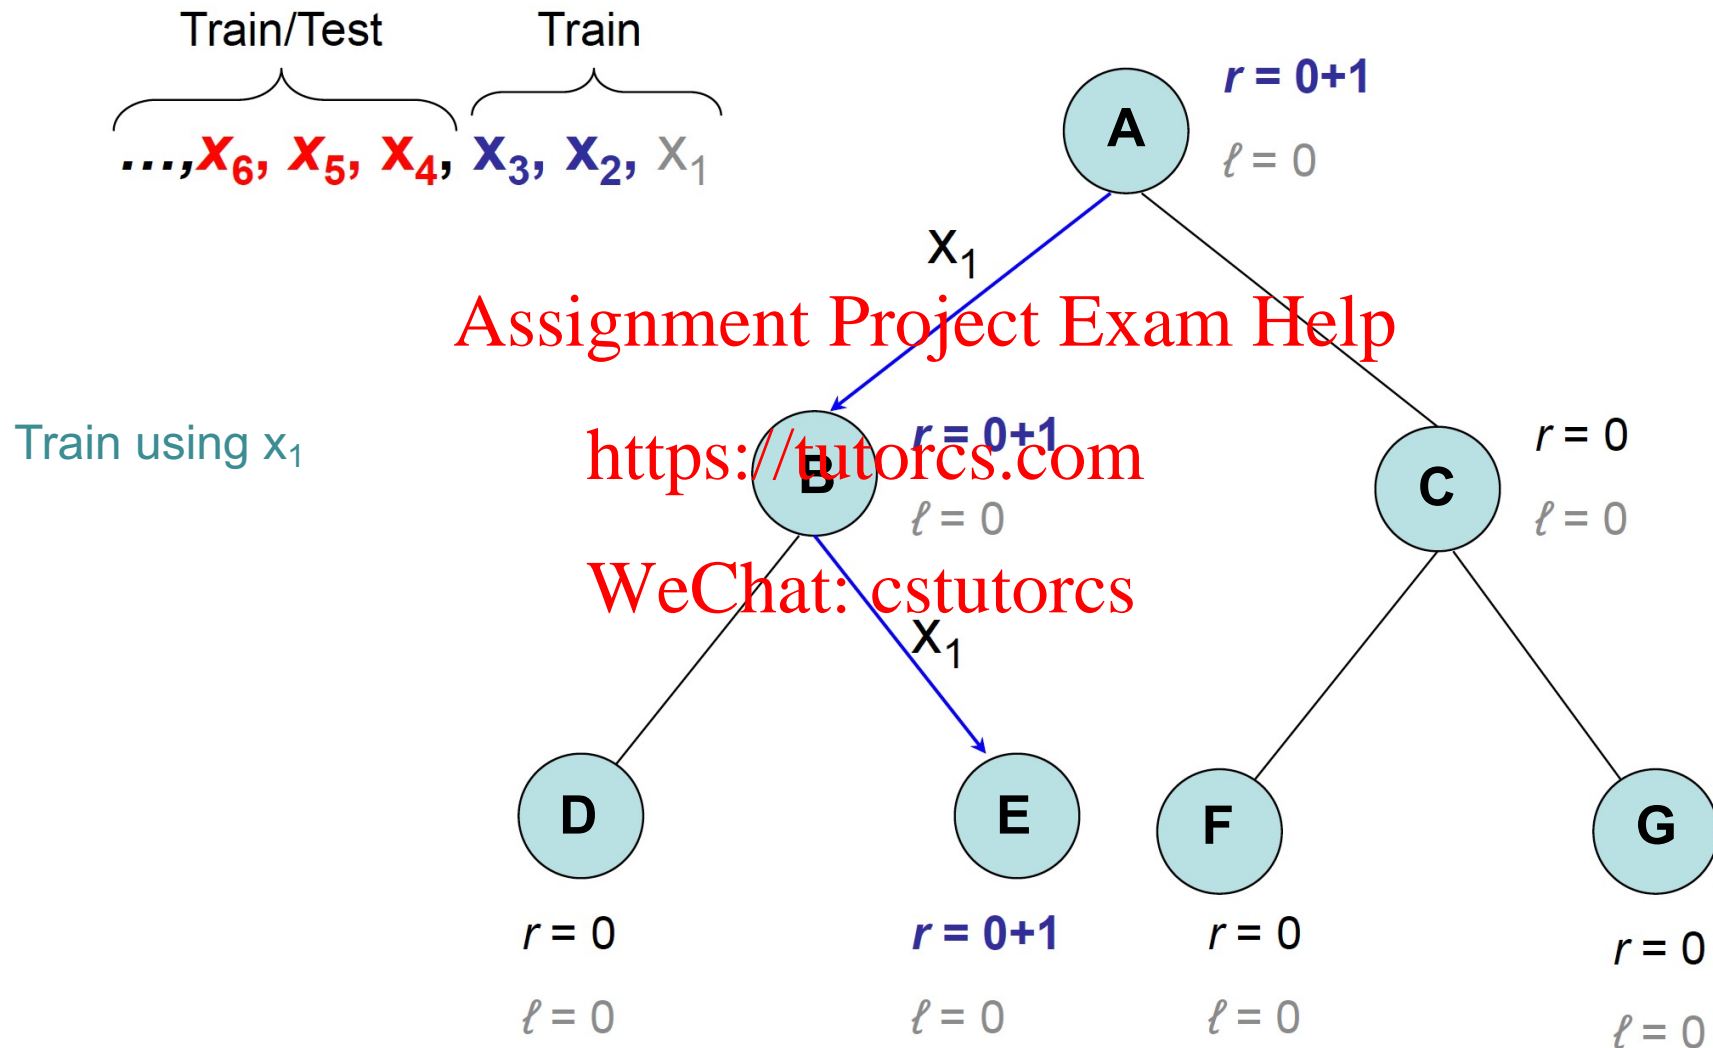 Train/Test
Train
...,x₆, x₅, x₄, x₃, x₂, x₁
A
r = 0+1
ℓ = 0
x₁
Assignment Project Exam Help
Train using x₁
B
r = 0+1
ℓ = 0
https://tutorcs.com
C
r = 0
ℓ = 0
WeChat: cstutorcs
x₁
D
E
F
G
r = 0
r = 0+1
r = 0
r = 0
ℓ = 0
ℓ = 0
ℓ = 0
ℓ = 0